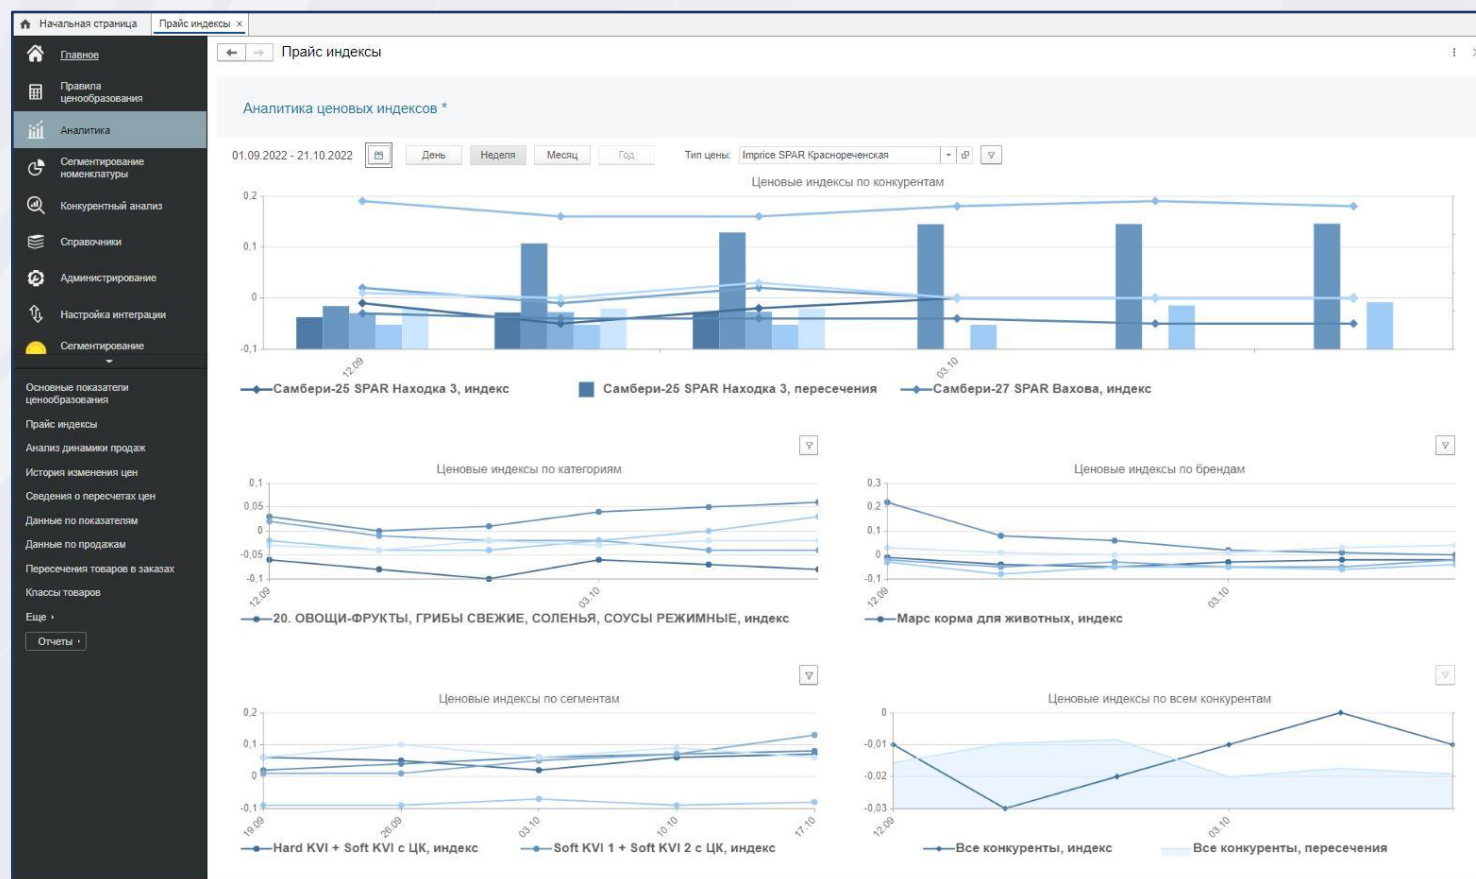 Начальная страница
Прайс индексы ×
Главное
Правила
ценообразования
Аналитика
Сегментирование
номенклатуры
Конкурентный анализ
Справочники
Администрирование
Настройка интеграции
Сегментирование
Основные показатели
ценообразования
Прайс индексы
Анализ динамики продаж
История изменения цен
Сведения о пересчетах цен
Данные по показателям
Данные по продажам
Пересечения товаров в заказах
Классы товаров
Еще
Отчеты
Прайс индексы
Аналитика ценовых индексов *
01.09.2022 - 21.10.2022 День Неделя Месяц Год Тип цены: Imprice SPAR Краснореченская
Ценовые индексы по конкурентам
0,2
0,1
0
-0,1
12.09 03.10
Самбери-25 SPAR Находка 3, индекс Самбери-25 SPAR Находка 3, пересечения Самбери-27 SPAR Вахова, индекс
Ценовые индексы по категориям
0,1
0,05
0
-0,05
-0,1
12.09 03.10
20. ОВОЩИ-ФРУКТЫ, ГРИБЫ СВЕЖИЕ, СОЛЕНЬЯ, СОУСЫ РЕЖИМНЫЕ, индекс
Ценовые индексы по брендам
0,3
0,2
0,1
0
-0,1
12.09 03.10
Марс корма для животных, индекс
Ценовые индексы по сегментам
0,2
0,1
0
-0,1
19.09 26.09 03.10 10.10 17.10
Hard KVI + Soft KVI с ЦК, индекс Soft KVI 1 + Soft KVI 2 с ЦК, индекс
Ценовые индексы по всем конкурентам
0
-0,01
-0,02
-0,03
12.09 03.10
Все конкуренты, индекс Все конкуренты, пересечения